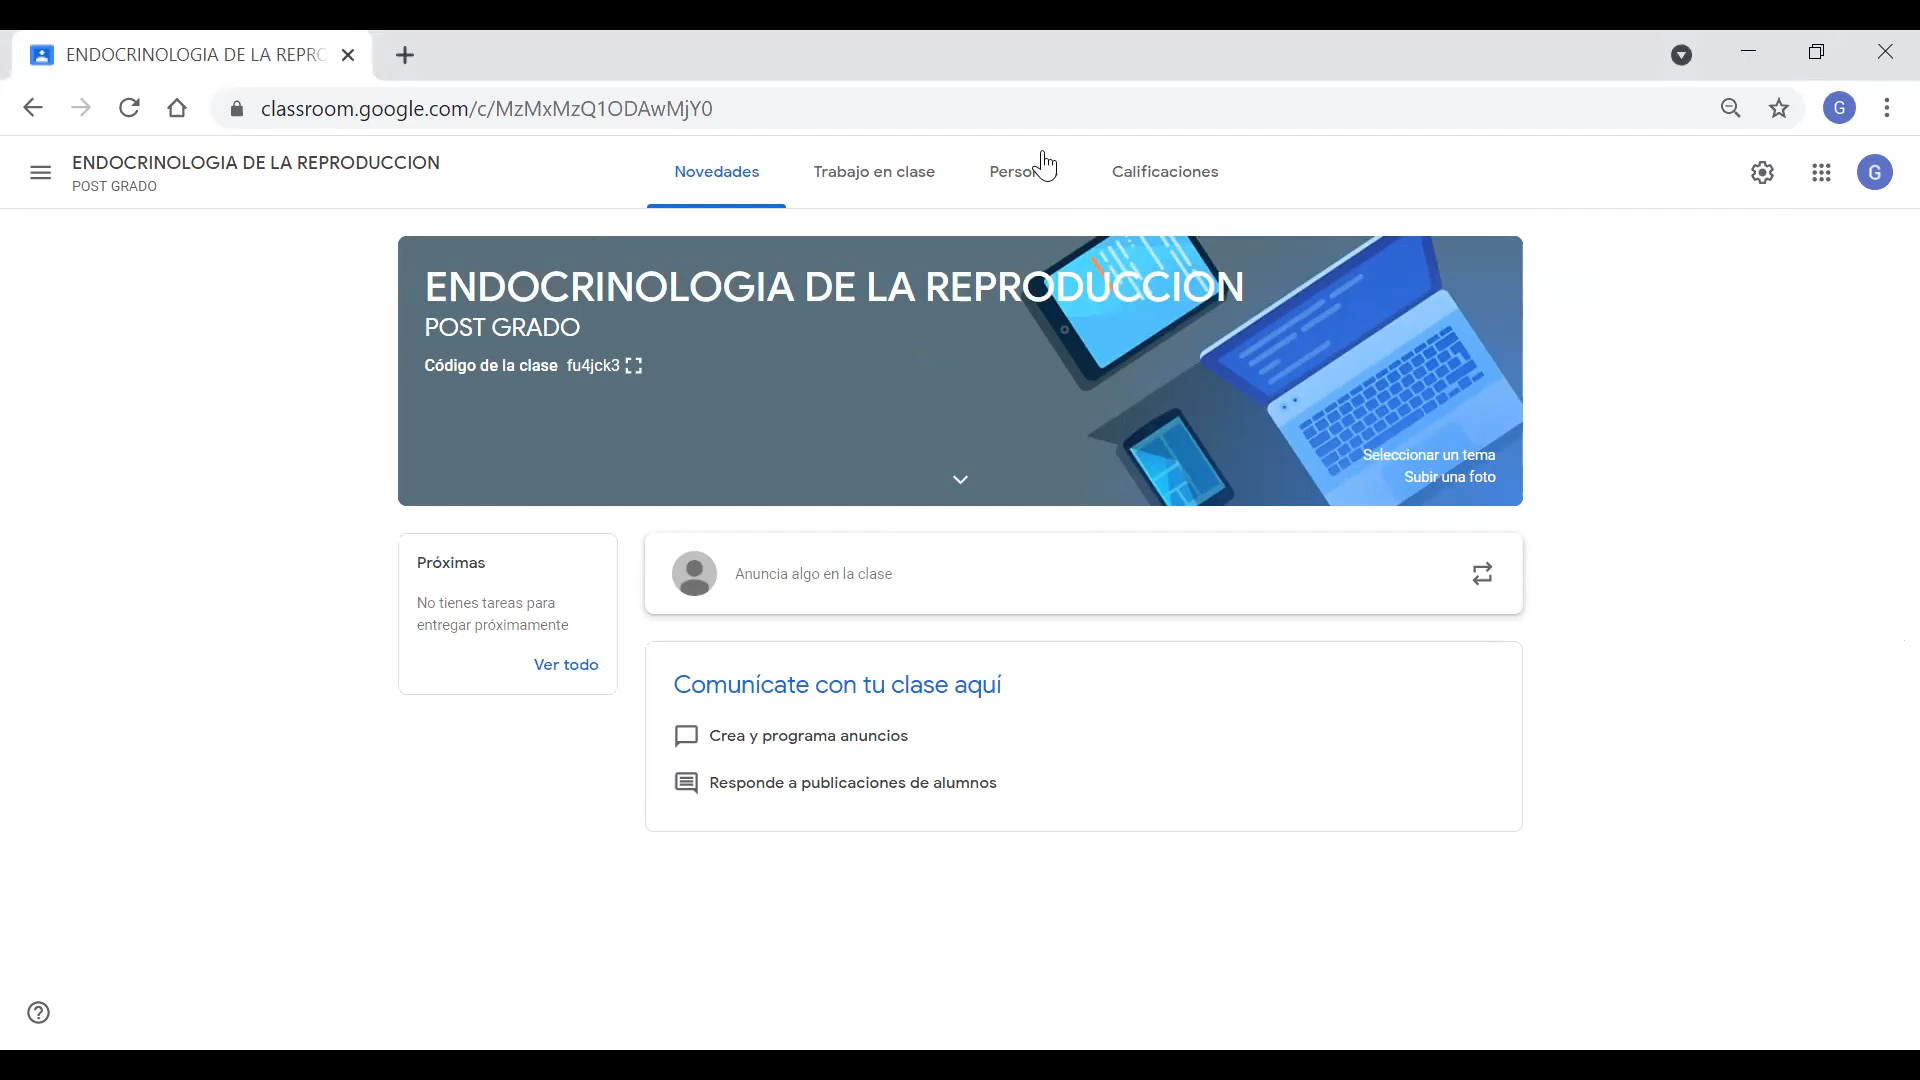 ENDOCRINOLOGIA DE LA REPRO
classroom.google.com/c/MzMxMzQ1ODAwMjY0
G
ENDOCRINOLOGIA DE LA REPRODUCCION
POST GRADO
Novedades
Trabajo en clase
Calificaciones
G
ENDOCRINOLOGIA DE LA REPRODUCCION
POST GRADO
Código de la clase fu4jck3
Seleccionar un tema
Subir una foto
Próximas
No tienes tareas para
entregar próximamente
Ver todo
Anuncia algo en la clase
Comunícate con tu clase aquí
Crea y programa anuncios
Responde a publicaciones de alumnos